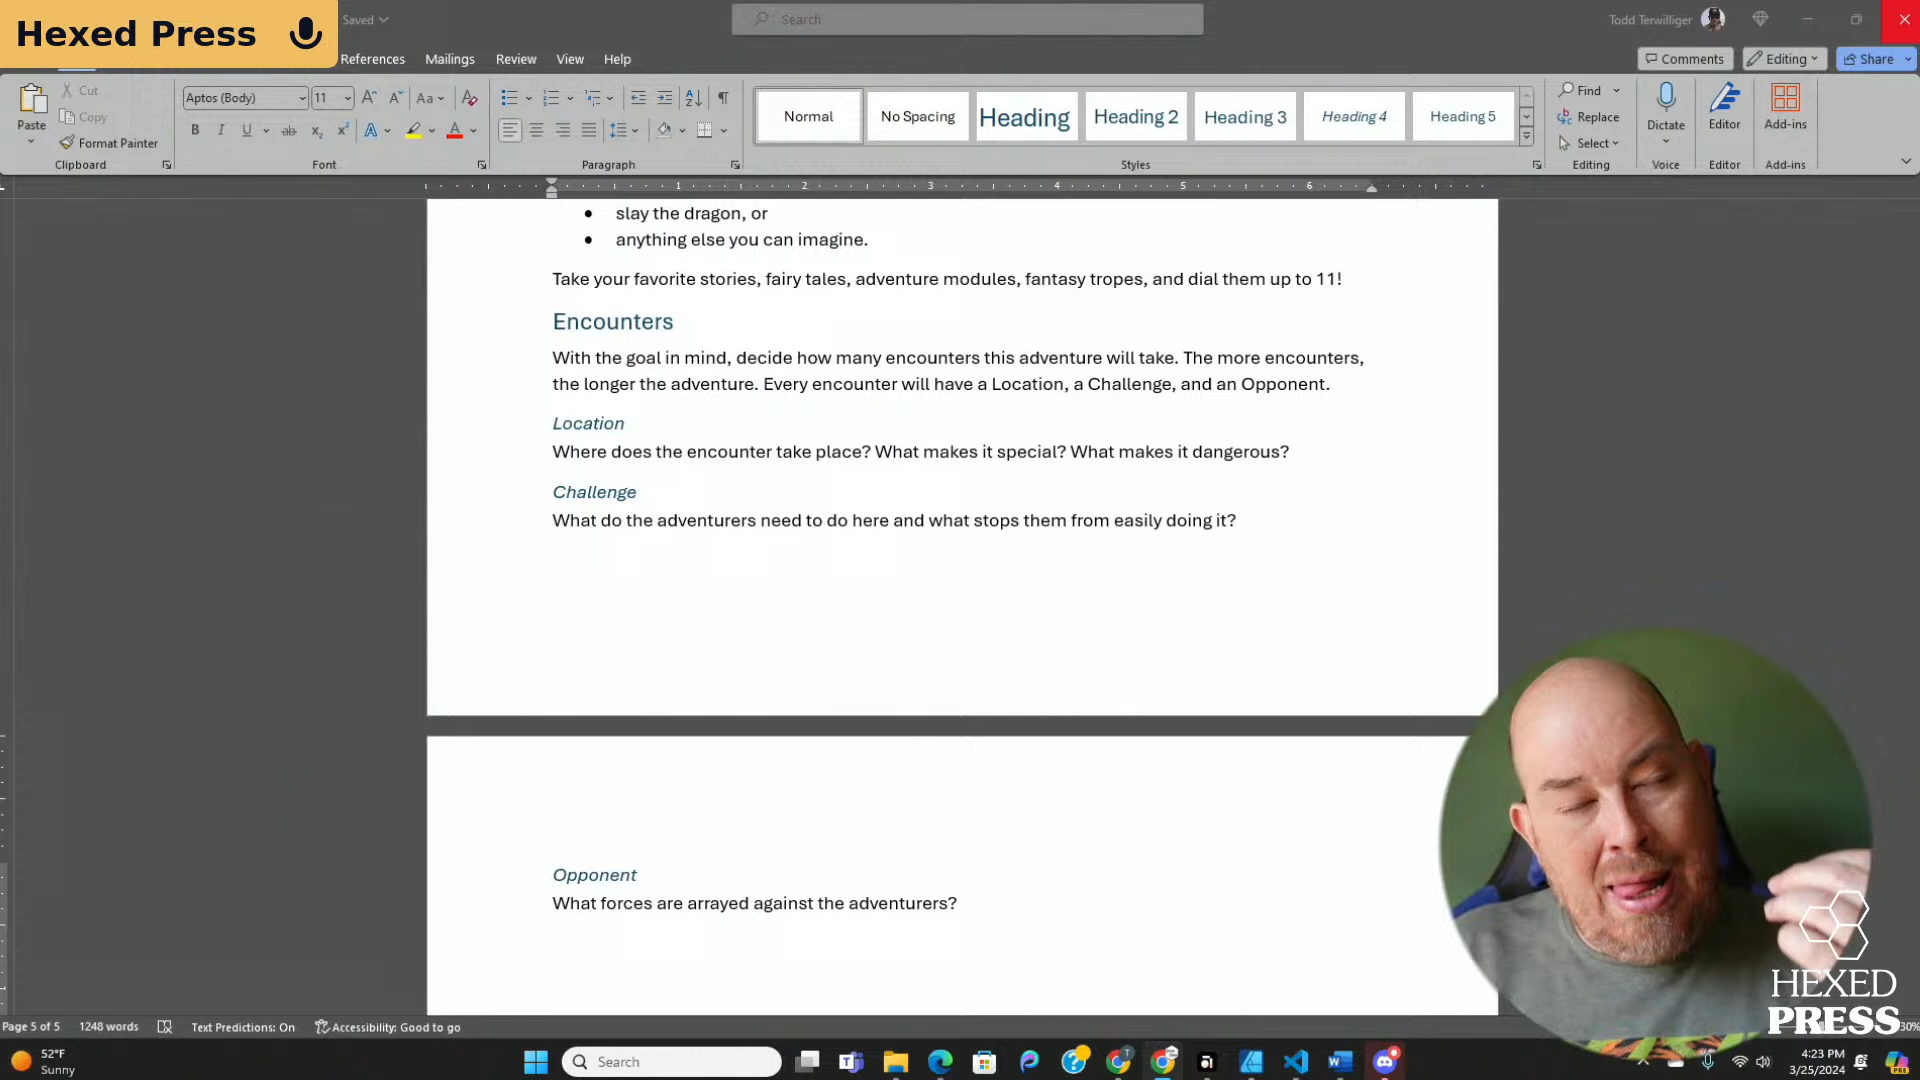 Hexed Press
Saved
Search
Todd Terwilliger
References
Mailings
Review
View
Help
Comments
Editing
Share
Paste
Cut
Copy
Format Painter
Clipboard
Aptos (Body)
11
Font
Paragraph
Normal
No Spacing
Heading
Heading 2
Heading 3
Heading 4
Heading 5
Styles
Find
Replace
Select
Editing
Dictate
Voice
Editor
Editor
Add-ins
Add-ins
1 2 3 4 5 6
• slay the dragon, or
• anything else you can imagine.
Take your favorite stories, fairy tales, adventure modules, fantasy tropes, and dial them up to 11!
Encounters
With the goal in mind, decide how many encounters this adventure will take. The more encounters,
the longer the adventure. Every encounter will have a Location, a Challenge, and an Opponent.
Location
Where does the encounter take place? What makes it special? What makes it dangerous?
Challenge
What do the adventurers need to do here and what stops them from easily doing it?
Opponent
What forces are arrayed against the adventurers?
HEXED
PRESS
Page 5 of 5
1248 words
Text Predictions: On
Accessibility: Good to go
52°F
Sunny
Search
4:23 PM
3/25/2024